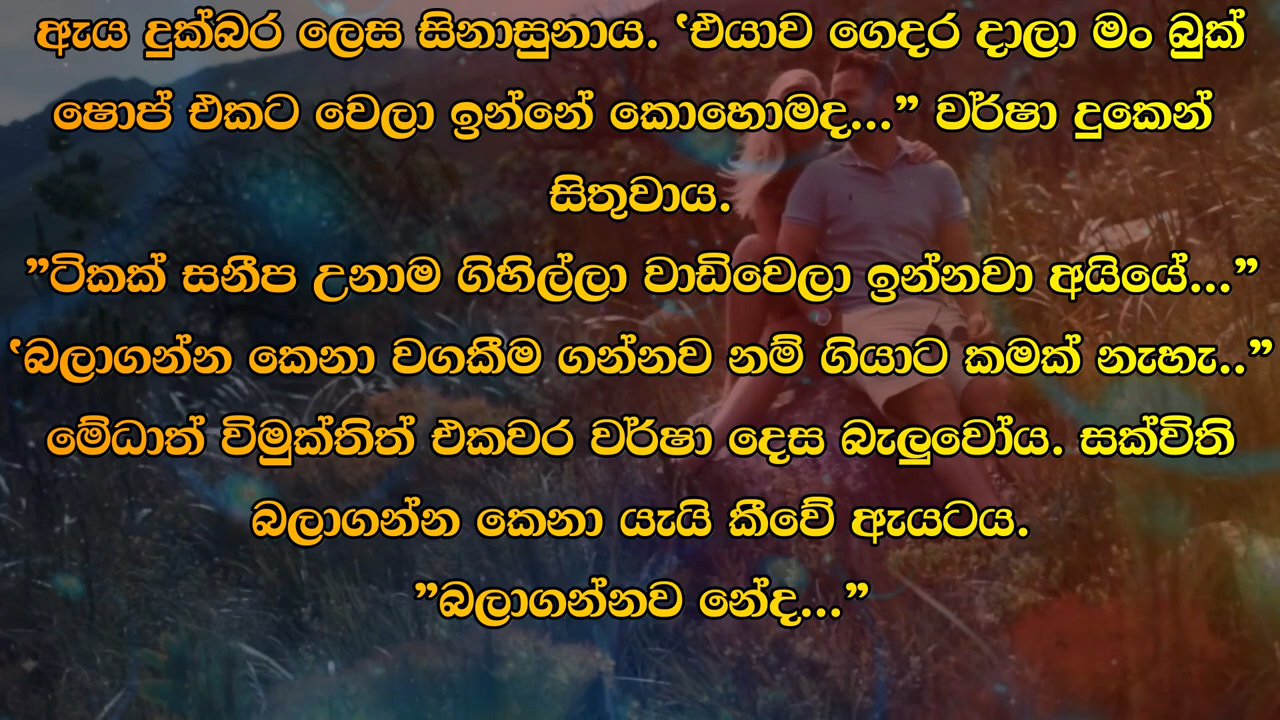 ඇය දුක්බර ලෙස සිනාසුනාය. ‛එයාව ගෙදර දාලා මං බුක්
ෂොප් එකට වෙලා ඉන්නේ කොහොමද...” වර්ෂා දුකෙන්
සිතුවාය.
”ටිකක් සනීප උනාම ගිහිල්ලා වාඩිවෙලා ඉන්නවා අයියේ...”
‛බලාගන්න කෙනා වගකීම ගන්නව නම් ගියාට කමක් නැහැ..”
මේධාත් විමුක්තිත් එකවර වර්ෂා දෙස බැලුවෝය. සක්විති
බලාගන්න කෙනා යැයි කීවේ ඇයටය.
”බලාගන්නව නේද...”